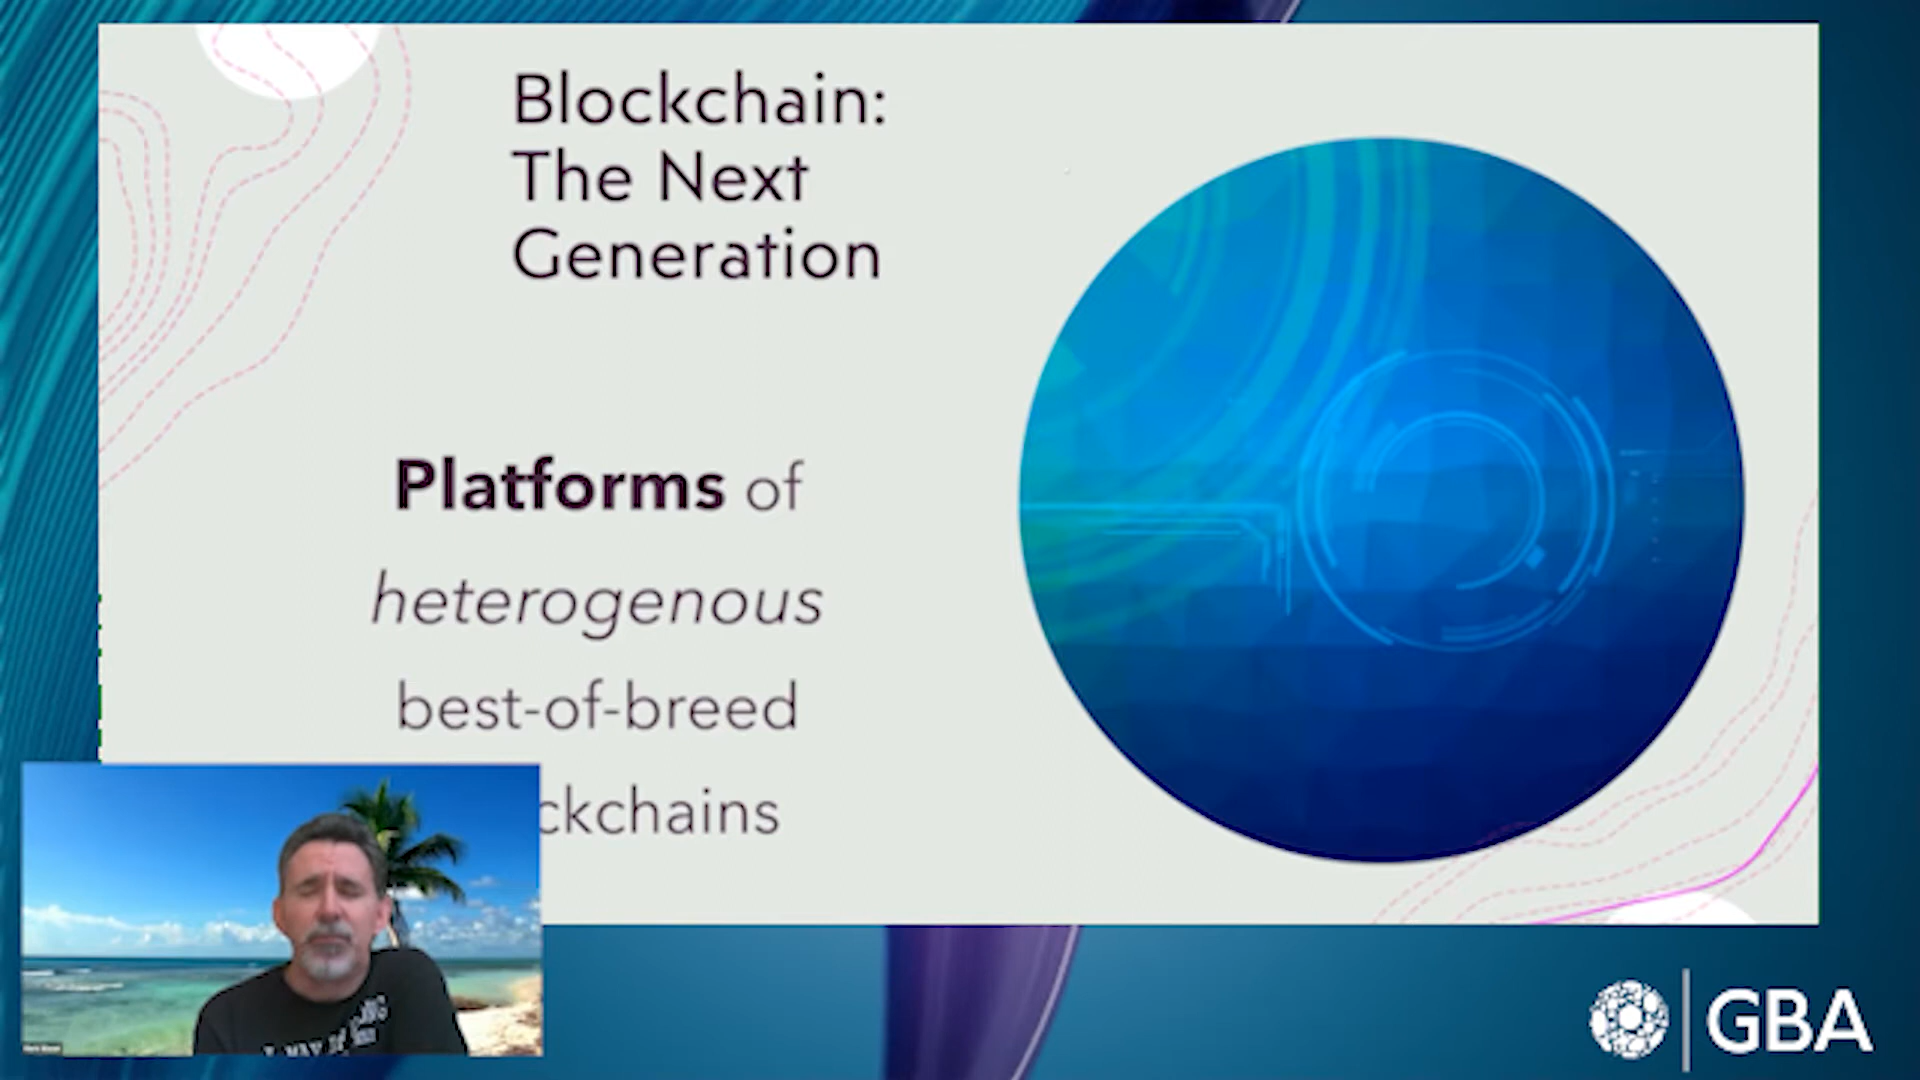 Blockchain:
The Next
Generation
Platforms of
heterogenous
best-of-breed
ckchains
GBA